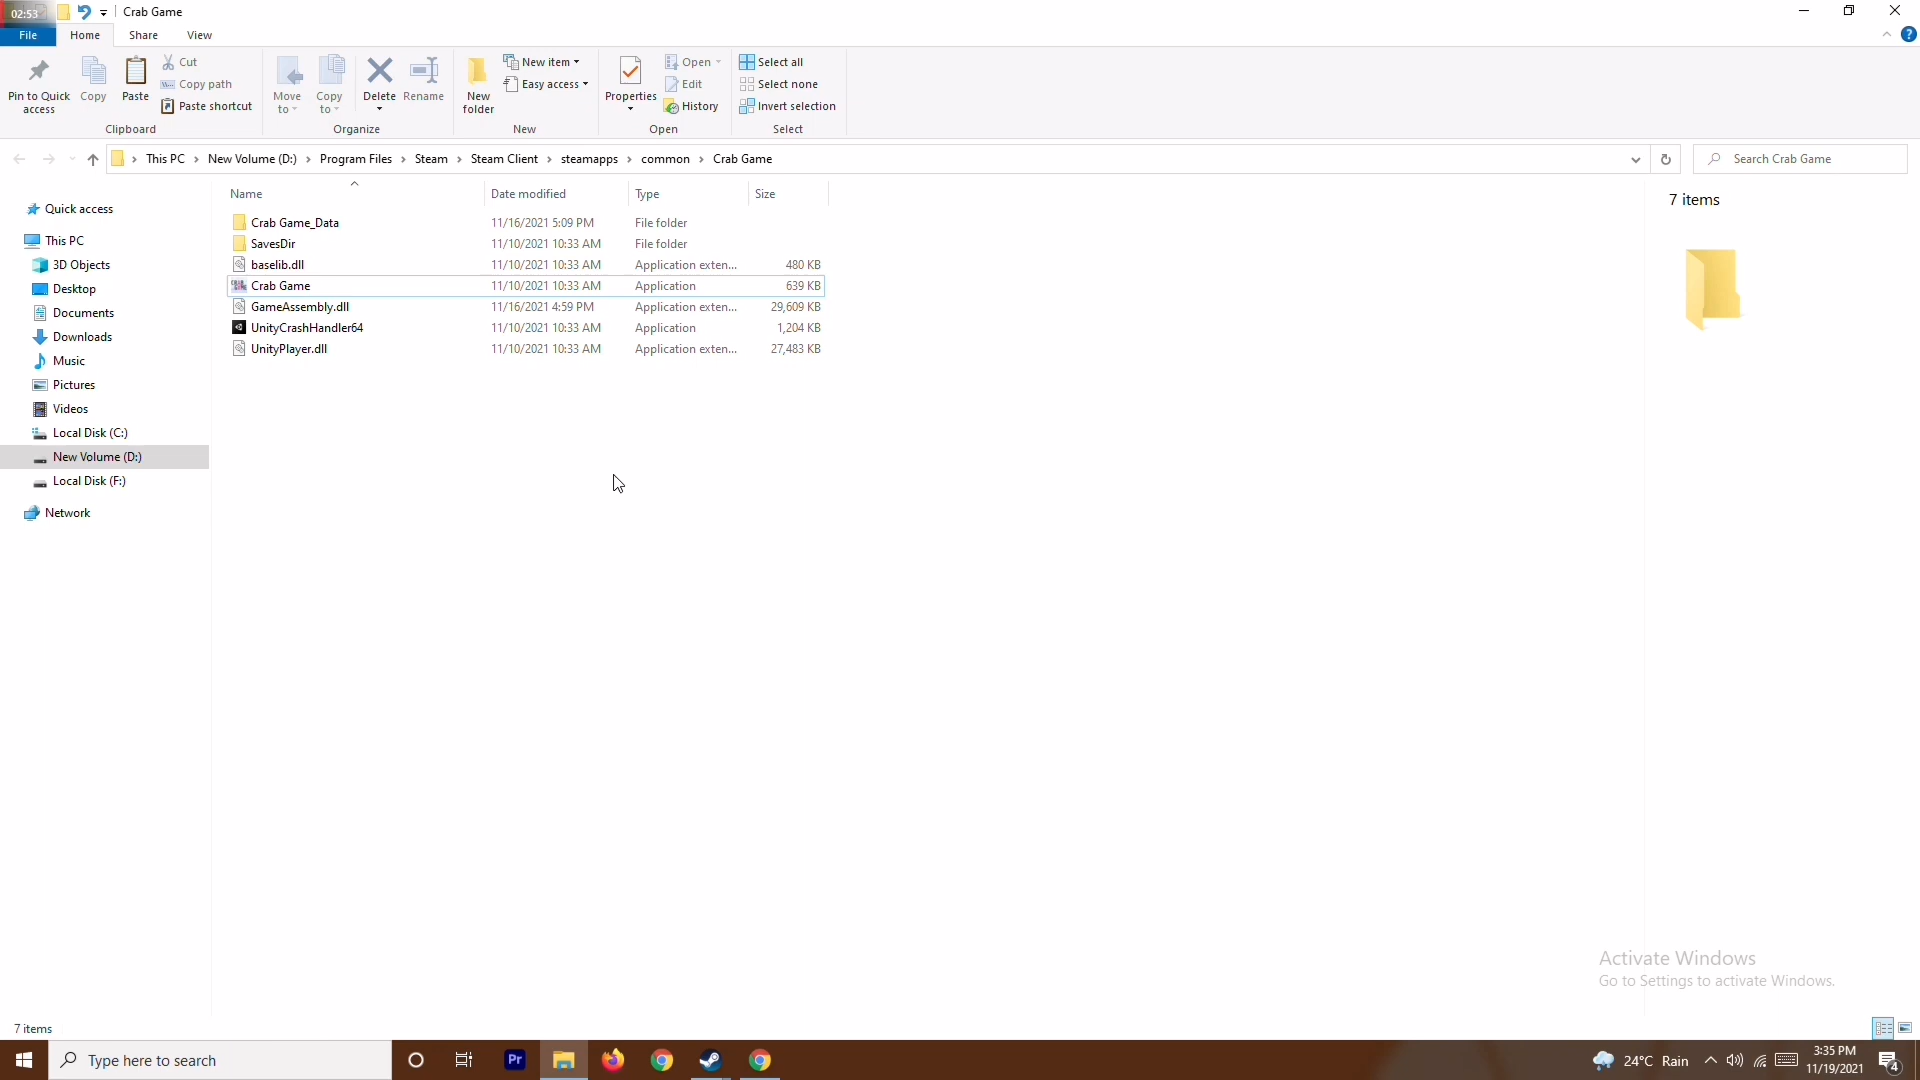 02:53 Crab Game
File Home Share View
Pin to Quick access Copy Paste Cut Copy path Paste shortcut
Move to Copy to Delete Rename
New folder New item Easy access
Properties Open Edit History
Select all Select none Invert selection
Clipboard Organize New Open Select
This PC New Volume (D:) Program Files Steam Steam Client steamapps common Crab Game
Search Crab Game
Quick access
This PC
3D Objects
Desktop
Documents
Downloads
Music
Pictures
Videos
Local Disk (C:)
New Volume (D:)
Local Disk (F:)
Network
Name Date modified Type Size
Crab Game_Data 11/16/2021 5:09 PM File folder
SavesDir 11/10/2021 10:33 AM File folder
baselib.dll 11/10/2021 10:33 AM Application exten... 480 KB
Crab Game 11/10/2021 10:33 AM Application 639 KB
GameAssembly.dll 11/16/2021 4:59 PM Application exten... 29,609 KB
UnityCrashHandler64 11/10/2021 10:33 AM Application 1,204 KB
UnityPlayer.dll 11/10/2021 10:33 AM Application exten... 27,483 KB
7 items
Activate Windows
Go to Settings to activate Windows.
7 items
Type here to search
Pr
24°C Rain
3:35 PM
11/19/2021
4